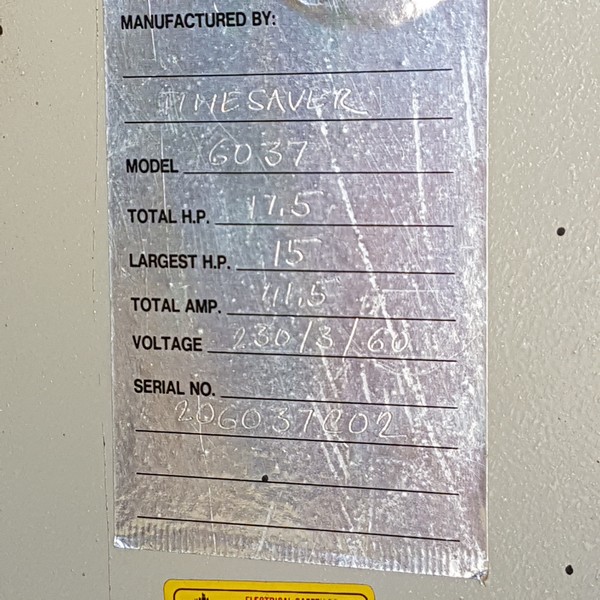 MANUFACTURED BY:
TIMESAVER
MODEL 6037
TOTAL H.P. 17.5
LARGEST H.P. 15
TOTAL AMP. 41.5
VOLTAGE 230/3/60
SERIAL NO.